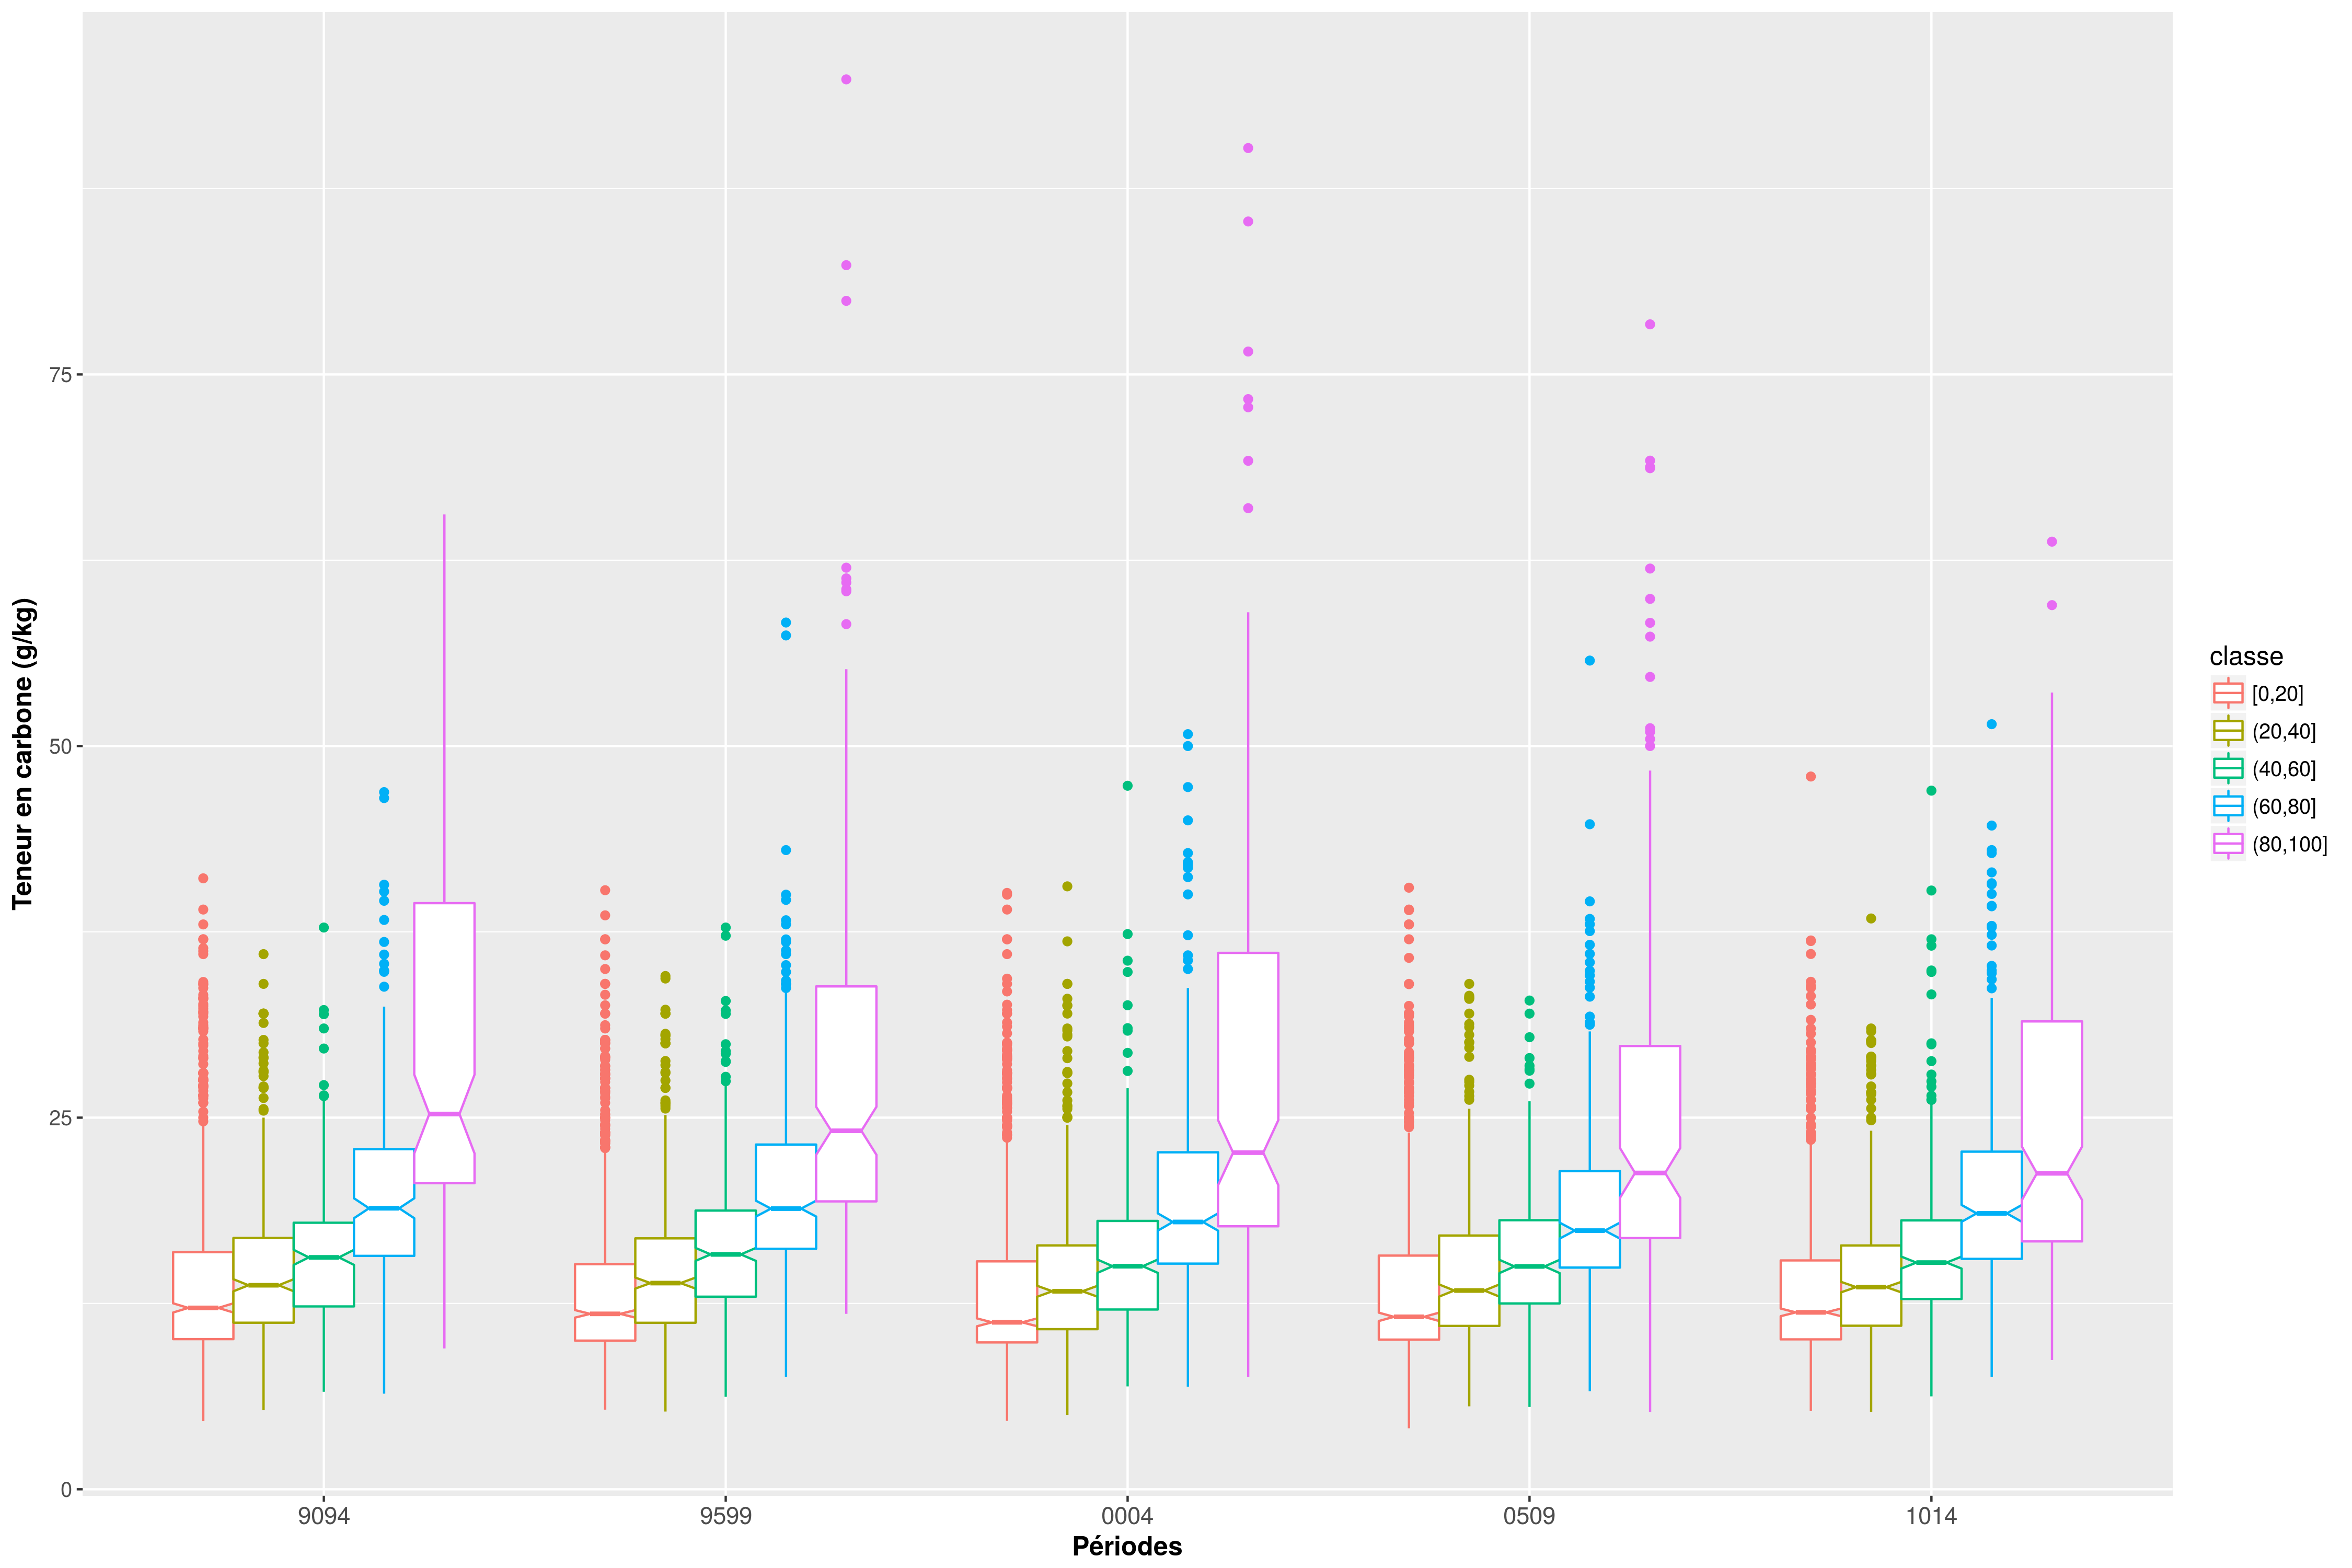 Teneur en carbone (g/kg)
75
50
25
0
9094 9599 0004 0509 1014
Périodes
classe
[0,20]
(20,40]
(40,60]
(60,80]
(80,100]